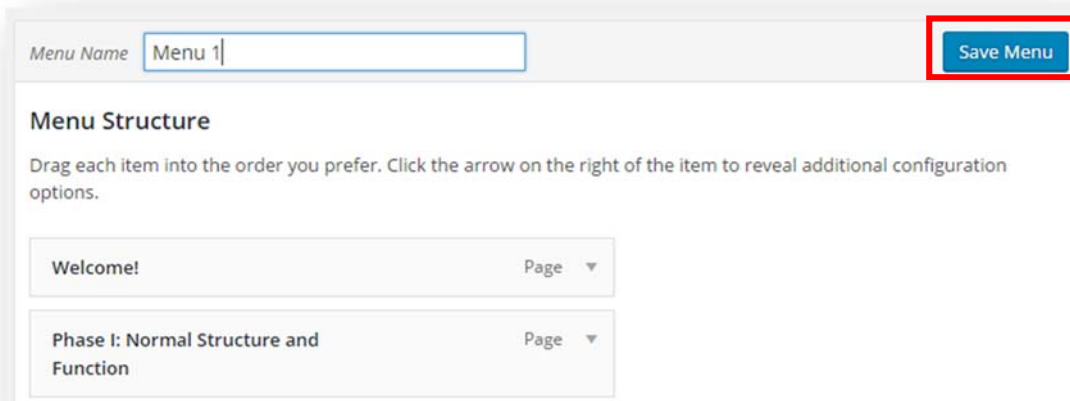 Menu Name Menu 1 Save Menu
Menu Structure
Drag each item into the order you prefer. Click the arrow on the right of the item to reveal additional configuration
options.
Welcome! Page
Phase I: Normal Structure and Page
Function